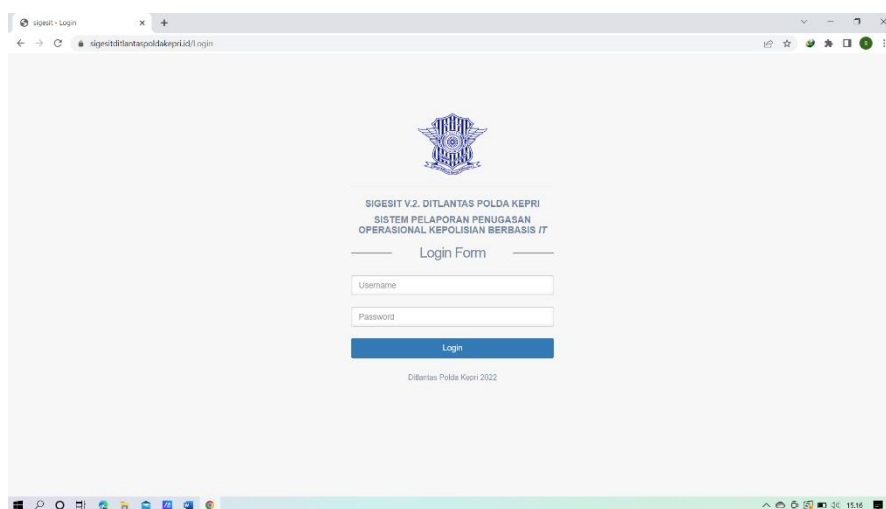 sigesit - Login
sigesitditlantaspoldakepri.id/Login
SIGESIT V.2. DITLANTAS POLDA KEPRI
SISTEM PELAPORAN PENUGASAN
OPERASIONAL KEPOLISIAN BERBASIS IT
Login Form
Username
Password
Login
Ditlantas Polda Kepri 2022
15.16